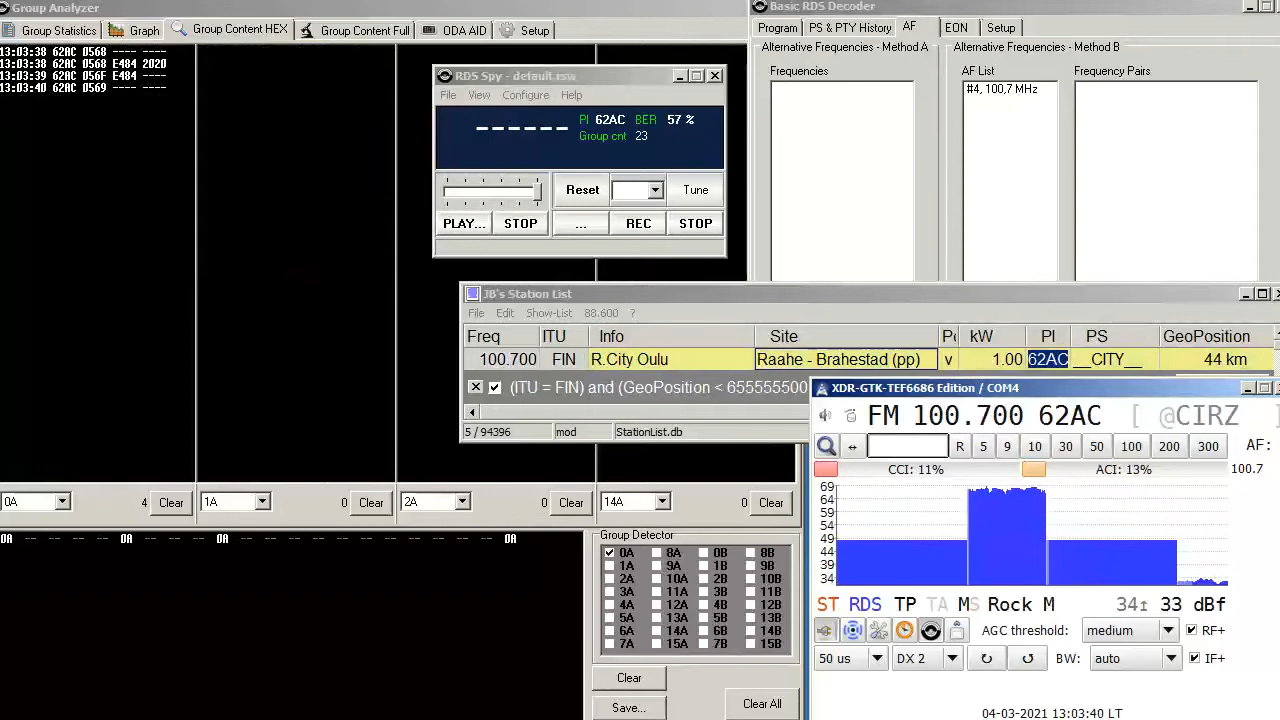 Group Analyzer
Group Statistics Graph Group Content HEX Group Content Full ODA AID Setup
13:03:38 62AC 0568 ---- ----
13:03:38 62AC 0568 E484 2020
13:03:39 62AC 056F E484 ----
13:03:40 62AC 0569 ---- ----
RDS Spy - default.rsw
File View Configure Help
------ PI 62AC BER 57 %
Group cnt 23
Reset Tune
PLAY... STOP ... REC STOP
Basic RDS Decoder
Program PS & PTY History AF EON Setup
Alternative Frequencies - Method A Alternative Frequencies - Method B
Frequencies AF List Frequency Pairs
#4, 100,7 MHz
JB's Station List
File Edit Show-List 88.600 ?
Freq ITU Info Site kW PI PS GeoPosition
100.700 FIN R.City Oulu Raahe - Brahestad (pp) v 1.00 62AC __CITY__ 44 km
(ITU = FIN) and (GeoPosition < 655555500
5 / 94396 mod StationList.db
0A 4 Clear 1A 0 Clear 2A 0 Clear 14A 0 Clear
0A -- -- -- 0A -- -- -- 0A -- -- -- -- -- -- -- -- -- -- -- 0A -- --
Group Detector
0A 8A 0B 8B
1A 9A 1B 9B
2A 10A 2B 10B
3A 11A 3B 11B
4A 12A 4B 12B
5A 13A 5B 13B
6A 14A 6B 14B
7A 15A 7B 15B
Clear
Save... Clear All
XDR-GTK-TEF6686 Edition / COM4
FM 100.700 62AC [ @CIRZ ]
R 5 9 10 30 50 100 200 300 AF:
CCI: 11% ACI: 13% 100.7
69
64
59
54
49
44
39
34
ST RDS TP TA MS Rock M 34↕ 33 dBf
AGC threshold: medium RF+
50 us DX 2 BW: auto IF+
04-03-2021 13:03:40 LT